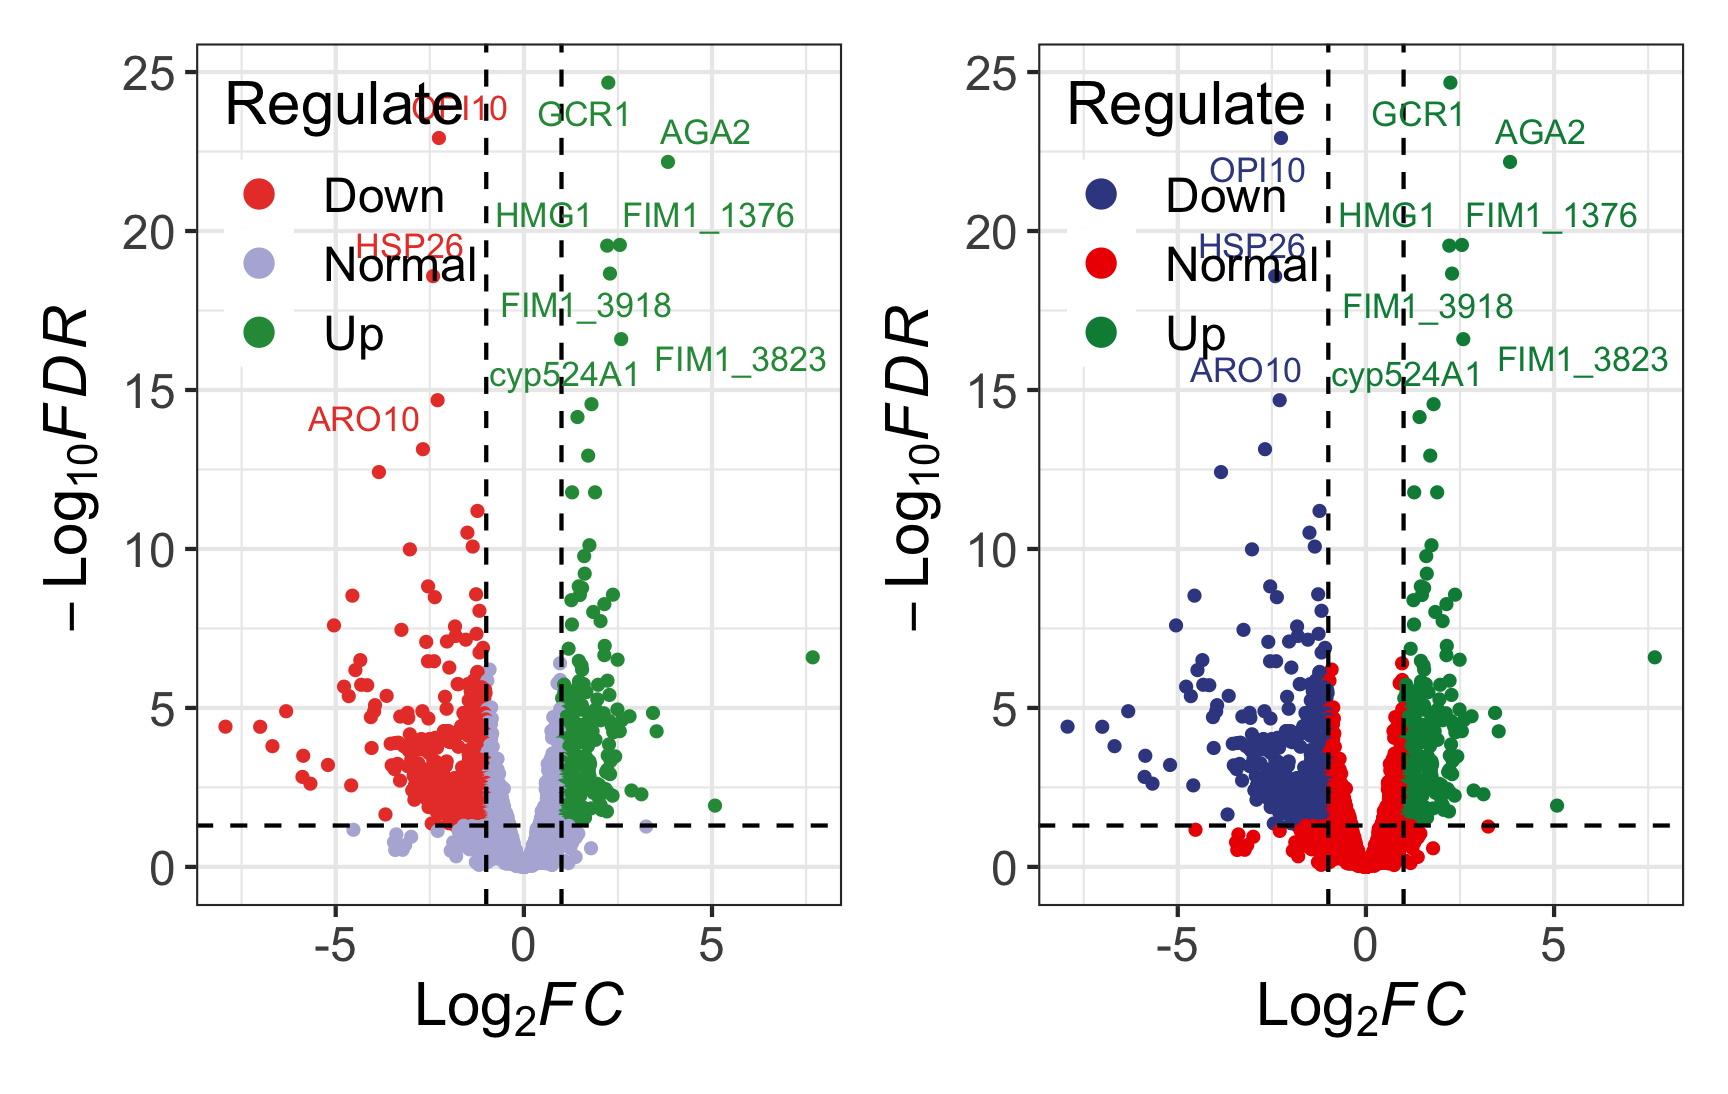 25
20
15
10
5
0
−Log10FDR
Regulate
Down
Normal
Up
OPI10
HSP26
ARO10
GCR1
AGA2
HMG1
FIM1_1376
FIM1_3918
FIM1_3823
cyp524A1
-5
0
5
Log2FC
25
20
15
10
5
0
−Log10FDR
Regulate
Down
Normal
Up
OPI10
HSP26
ARO10
GCR1
AGA2
HMG1
FIM1_1376
FIM1_3918
FIM1_3823
cyp524A1
-5
0
5
Log2FC